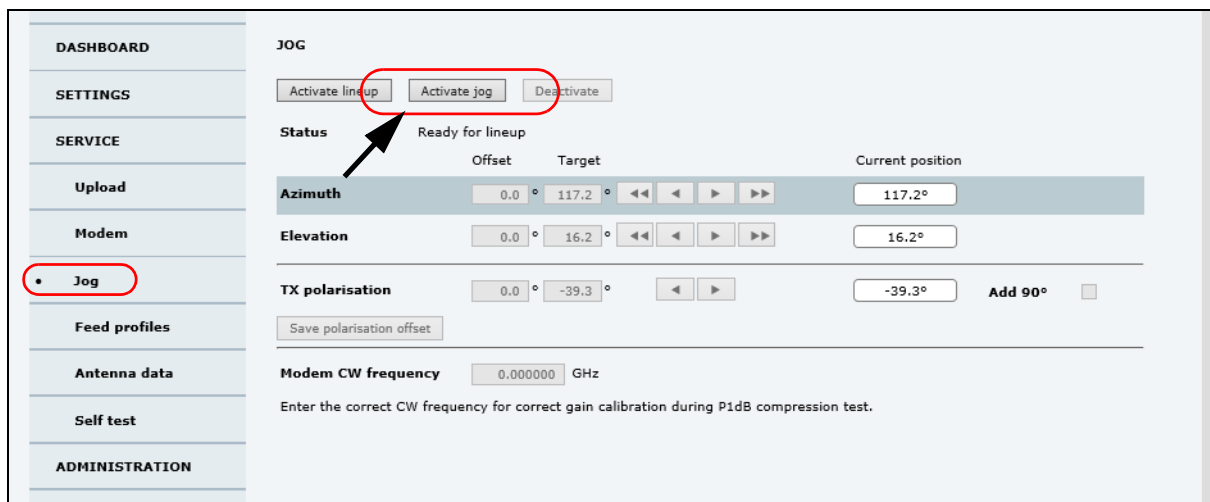 DASHBOARD
SETTINGS
SERVICE
Upload
Modem
Jog
Feed profiles
Antenna data
Self test
ADMINISTRATION
JOG
Activate lineup Activate jog Deactivate
Status Ready for lineup
Offset Target Current position
Azimuth 0.0 ° 117.2 ° 117.2°
Elevation 0.0 ° 16.2 ° 16.2°
TX polarisation 0.0 ° -39.3 ° -39.3° Add 90°
Save polarisation offset
Modem CW frequency 0.000000 GHz
Enter the correct CW frequency for correct gain calibration during P1dB compression test.